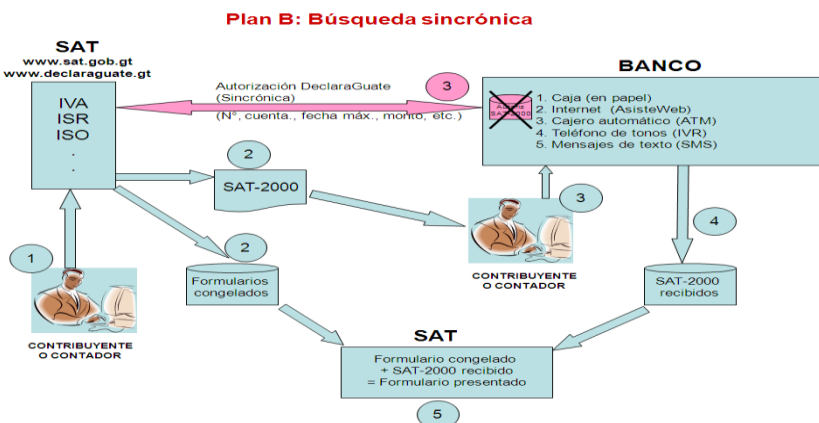 Plan B: Búsqueda sincrónica
SAT
www.sat.gob.gt
www.declaraguate.gt
IVA
ISR
ISO
.
.
1
CONTRIBUYENTE
O CONTADOR
Autorización DeclaraGuate
(Sincrónica)
(N°, cuenta., fecha máx., monto, etc.)
3
2
SAT-2000
2
Formularios
congelados
BANCO
SAT-2000
1. Caja (en papel)
2. Internet (AsisteWeb)
3. Cajero automático (ATM)
4. Teléfono de tonos (IVR)
5. Mensajes de texto (SMS)
3
CONTRIBUYENTE
O CONTADOR
4
SAT-2000
recibidos
SAT
Formulario congelado
+ SAT-2000 recibido
= Formulario presentado
5